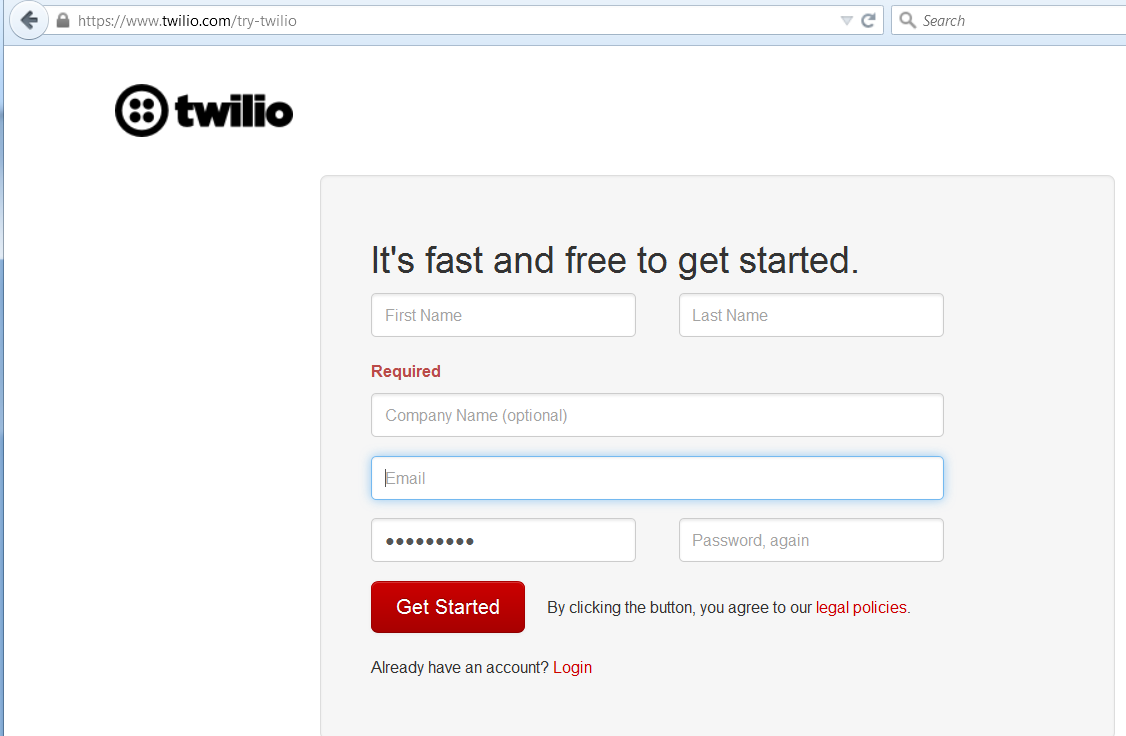 https://www.twilio.com/try-twilio
Search
twilio
It's fast and free to get started.
First Name
Last Name
Required
Company Name (optional)
Email
●●●●●●●●●
Password, again
Get Started
By clicking the button, you agree to our legal policies.
Already have an account? Login